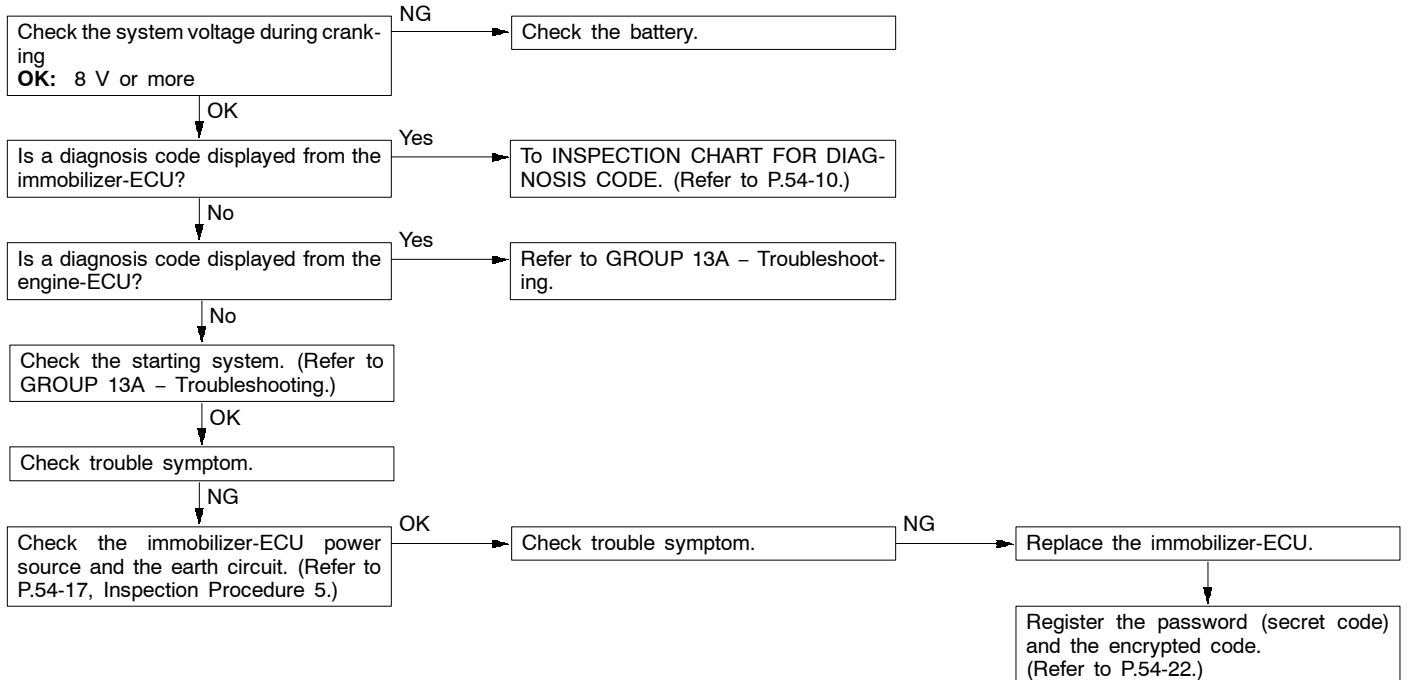 NG
Check the system voltage during crank-
ing
OK: 8 V or more
Check the battery.
OK
Is a diagnosis code displayed from the
immobilizer-ECU?
Yes
To INSPECTION CHART FOR DIAG-
NOSIS CODE. (Refer to P.54-10.)
No
Is a diagnosis code displayed from the
engine-ECU?
Yes
Refer to GROUP 13A – Troubleshoot-
ing.
No
Check the starting system. (Refer to
GROUP 13A – Troubleshooting.)
OK
Check trouble symptom.
NG
Check the immobilizer-ECU power
source and the earth circuit. (Refer to
P.54-17, Inspection Procedure 5.)
OK
Check trouble symptom.
NG
Replace the immobilizer-ECU.
Register the password (secret code)
and the encrypted code.
(Refer to P.54-22.)